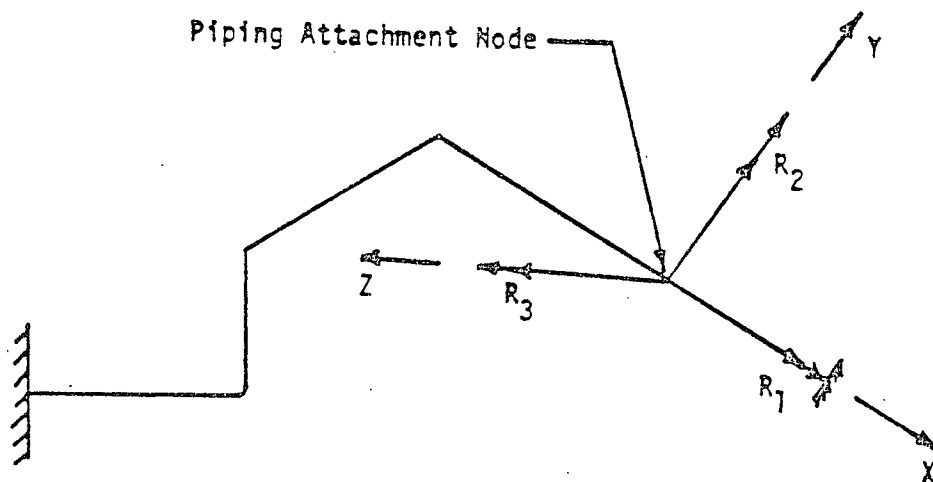 Piping Attachment Node
Y
R2
Z
R3
R1
X